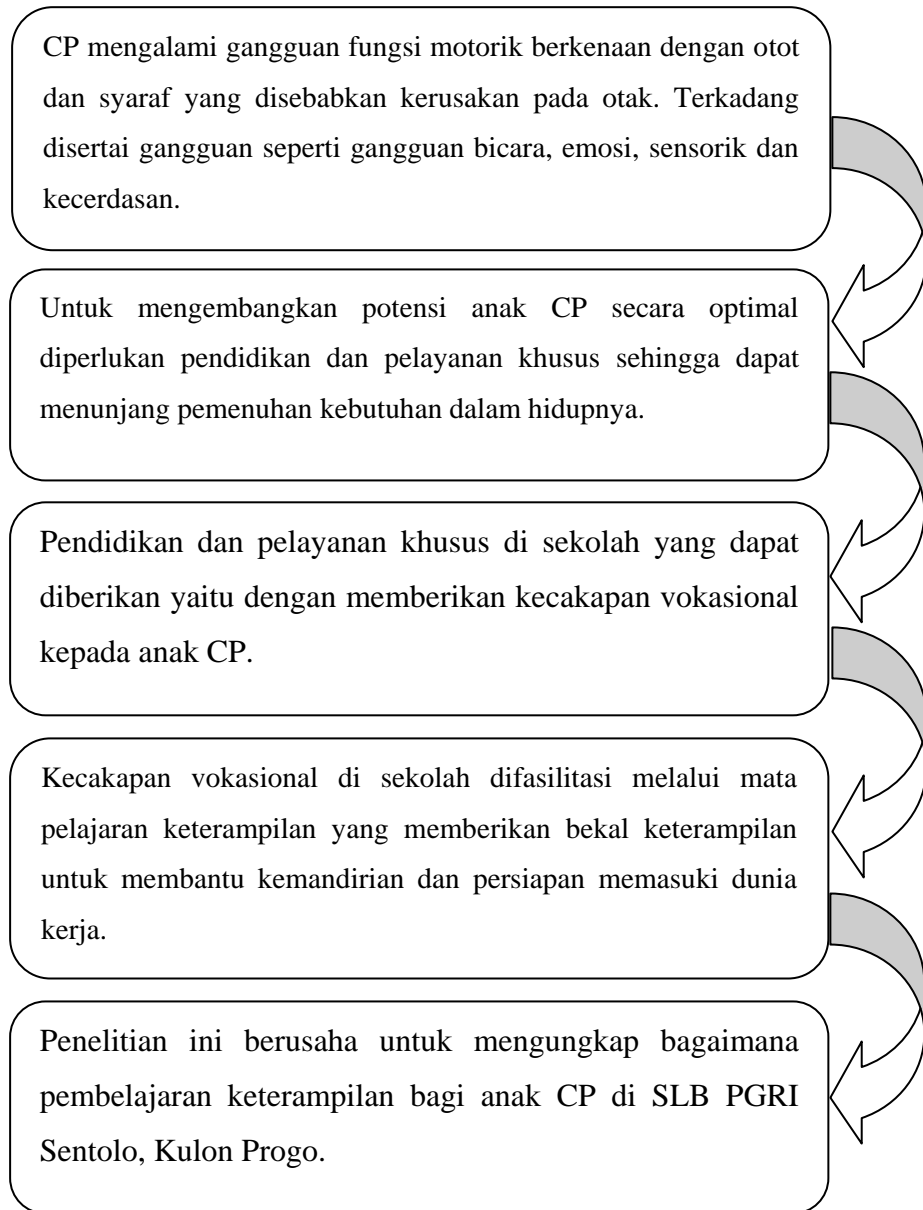 CP mengalami gangguan fungsi motorik berkenaan dengan otot
dan syaraf yang disebabkan kerusakan pada otak. Terkadang
disertai gangguan seperti gangguan bicara, emosi, sensorik dan
kecerdasan.
Untuk mengembangkan potensi anak CP secara optimal
diperlukan pendidikan dan pelayanan khusus sehingga dapat
menunjang pemenuhan kebutuhan dalam hidupnya.
Pendidikan dan pelayanan khusus di sekolah yang dapat
diberikan yaitu dengan memberikan kecakapan vokasional
kepada anak CP.
Kecakapan vokasional di sekolah difasilitasi melalui mata
pelajaran keterampilan yang memberikan bekal keterampilan
untuk membantu kemandirian dan persiapan memasuki dunia
kerja.
Penelitian ini berusaha untuk mengungkap bagaimana
pembelajaran keterampilan bagi anak CP di SLB PGRI
Sentolo, Kulon Progo.